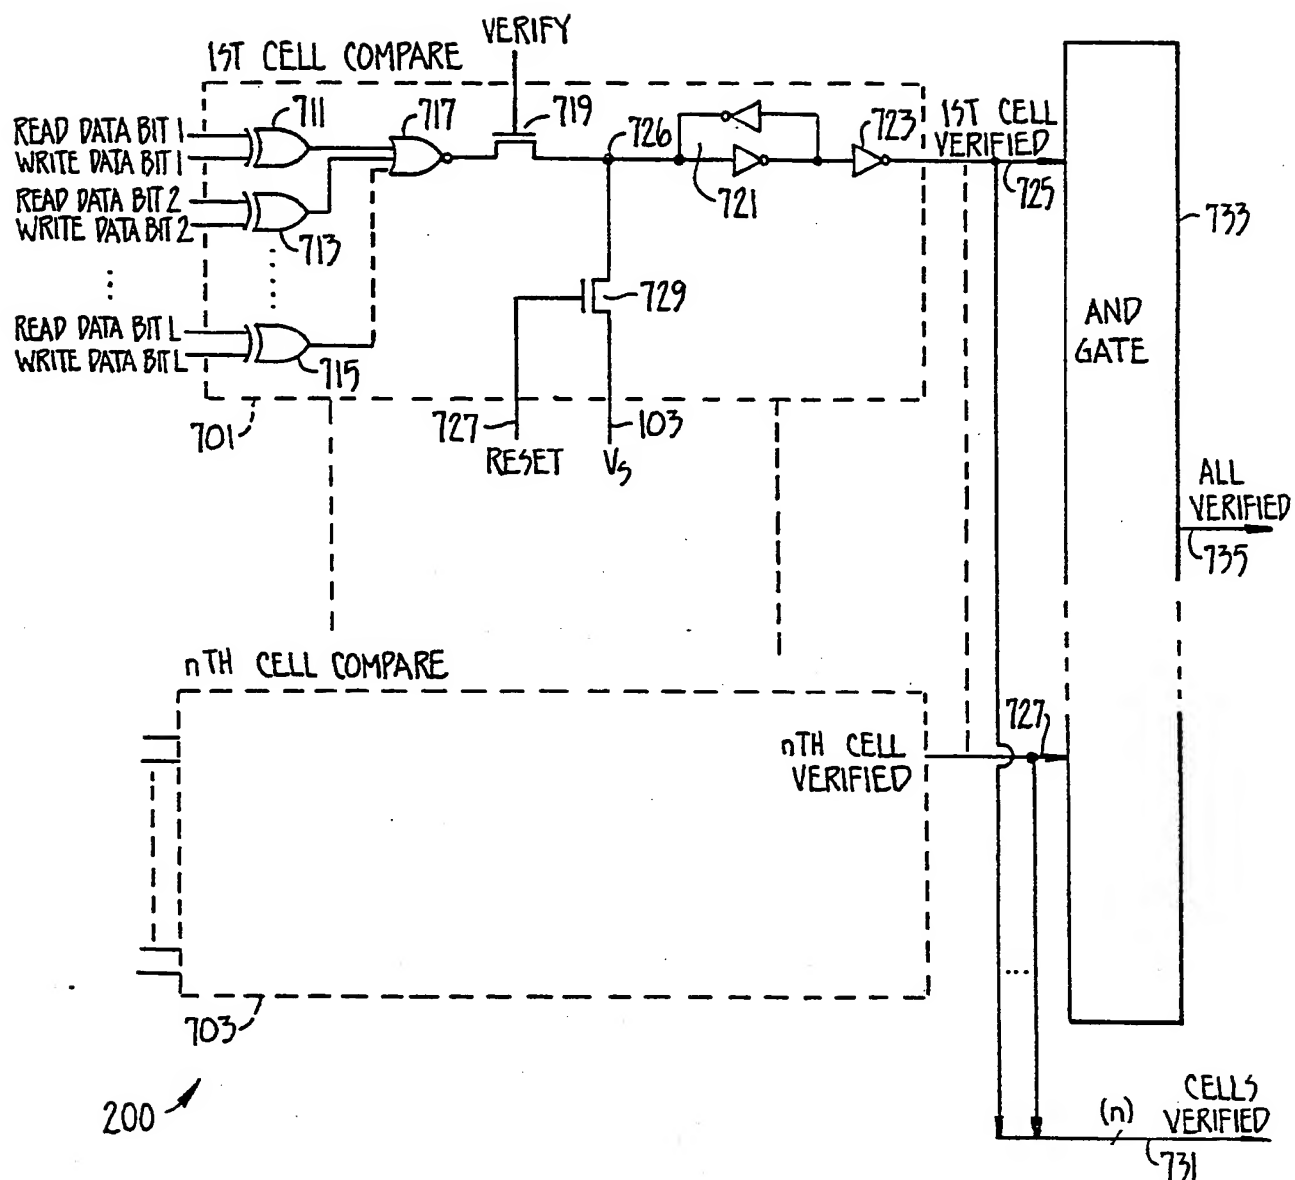 VERIFY
1ST CELL COMPARE
711
717
719
READ DATA BIT 1
WRITE DATA BIT 1
726
723
1ST CELL
VERIFIED
725
721
READ DATA BIT 2
WRITE DATA BIT 2
713
733
729
AND
GATE
READ DATA BIT L
WRITE DATA BIT L
715
701
727
103
RESET
Vs
ALL
VERIFIED
735
nTH CELL COMPARE
727
nTH CELL
VERIFIED
...
703
200
(n)
CELLS
VERIFIED
731